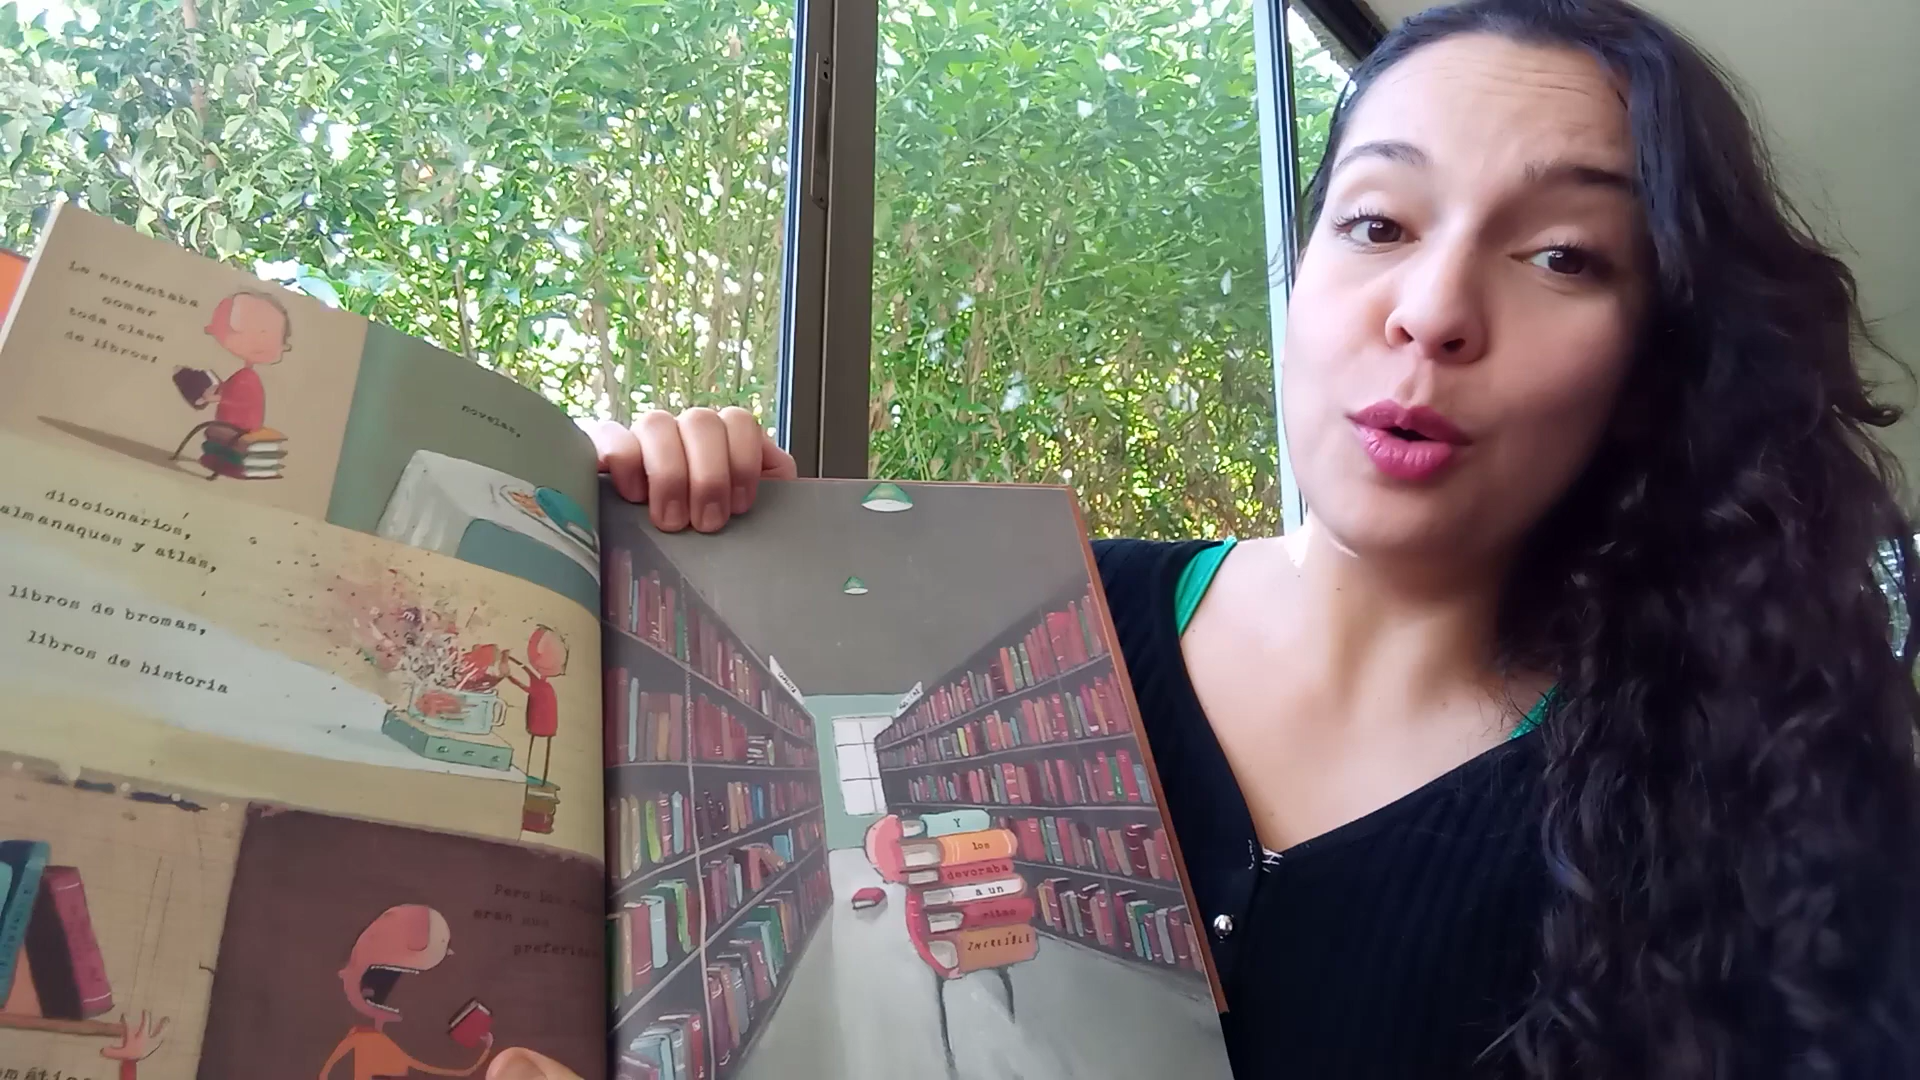 Le encantaba
comer
toda clase
de libros:
novelas,
diccionarios,
almanaques y atlas,
libros de bromas,
libros de historia
Pero los
eran sus
preferidos
Y
los
devoraba
a un
ritmo
INCREÍBLE